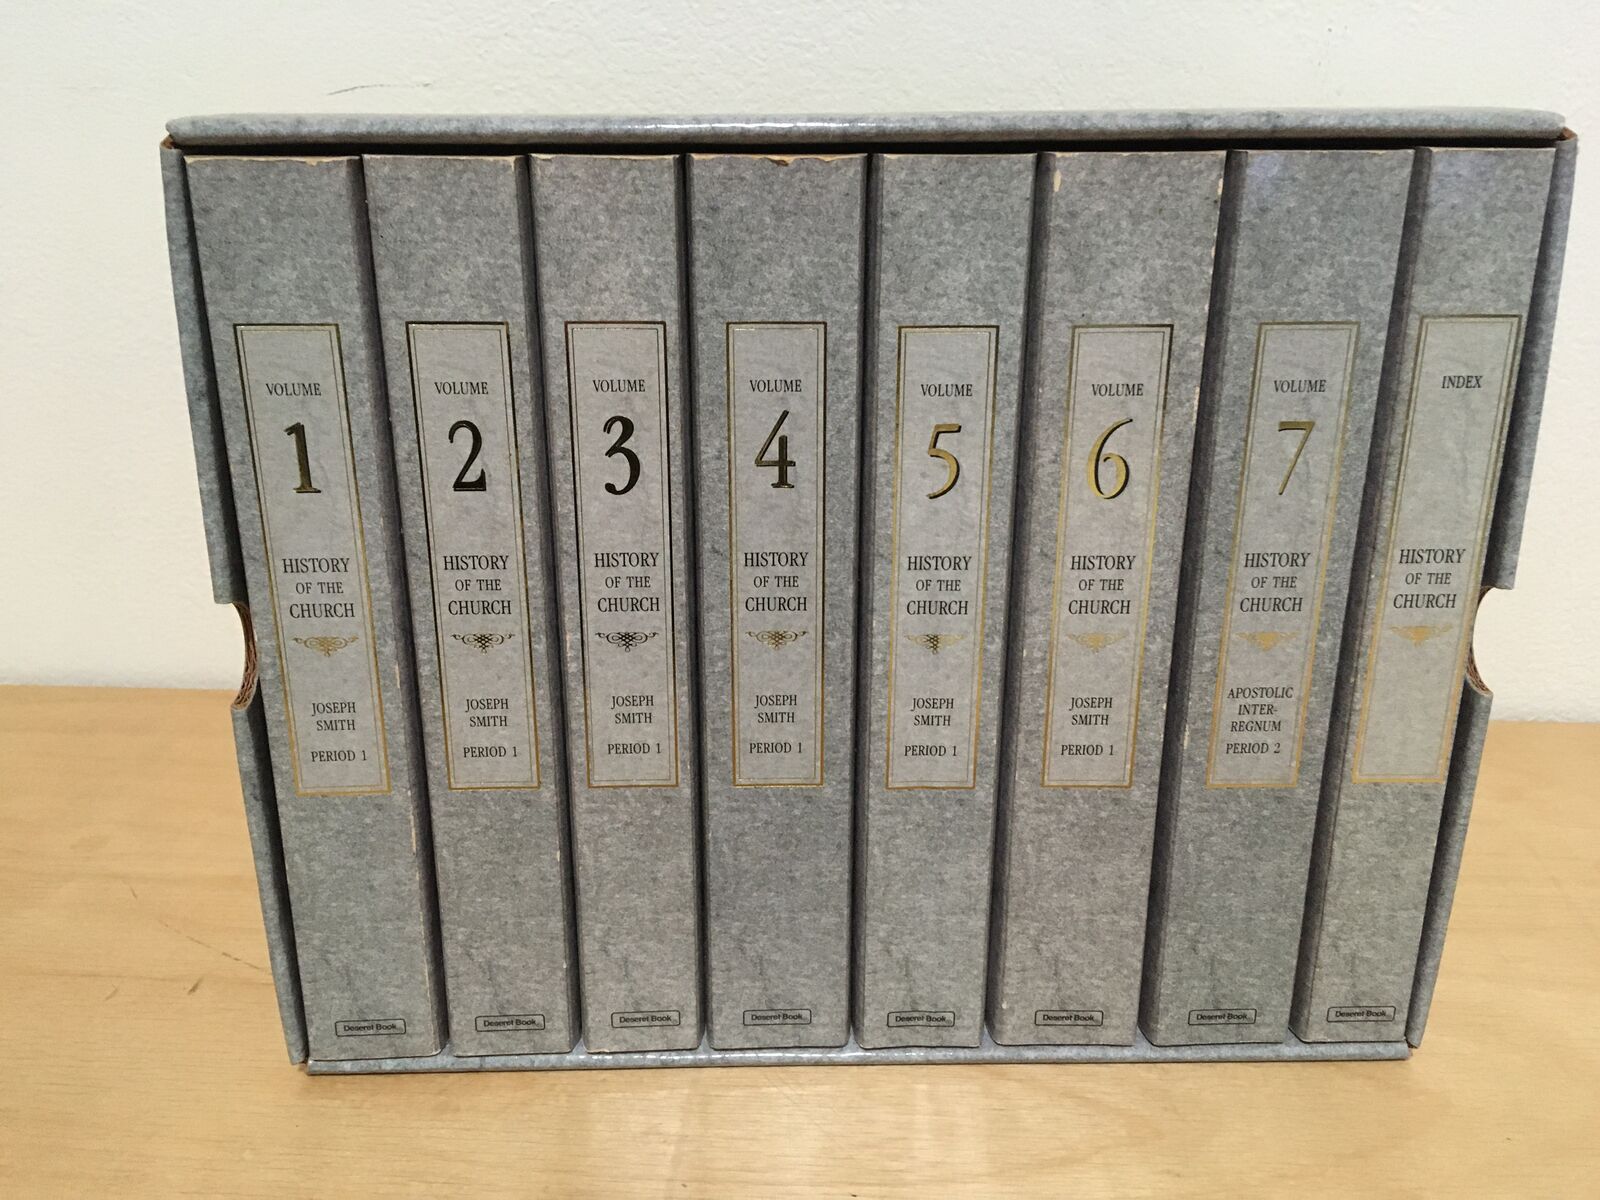 VOLUME
1
HISTORY
OF THE
CHURCH
JOSEPH
SMITH
PERIOD 1
Deseret Book
VOLUME
2
HISTORY
OF THE
CHURCH
JOSEPH
SMITH
PERIOD 1
Deseret Book
VOLUME
3
HISTORY
OF THE
CHURCH
JOSEPH
SMITH
PERIOD 1
Deseret Book
VOLUME
4
HISTORY
OF THE
CHURCH
JOSEPH
SMITH
PERIOD 1
Deseret Book
VOLUME
5
HISTORY
OF THE
CHURCH
JOSEPH
SMITH
PERIOD 1
Deseret Book
VOLUME
6
HISTORY
OF THE
CHURCH
JOSEPH
SMITH
PERIOD 1
Deseret Book
VOLUME
7
HISTORY
OF THE
CHURCH
APOSTOLIC
INTER-
REGNUM
PERIOD 2
Deseret Book
INDEX
HISTORY
OF THE
CHURCH
Deseret Book